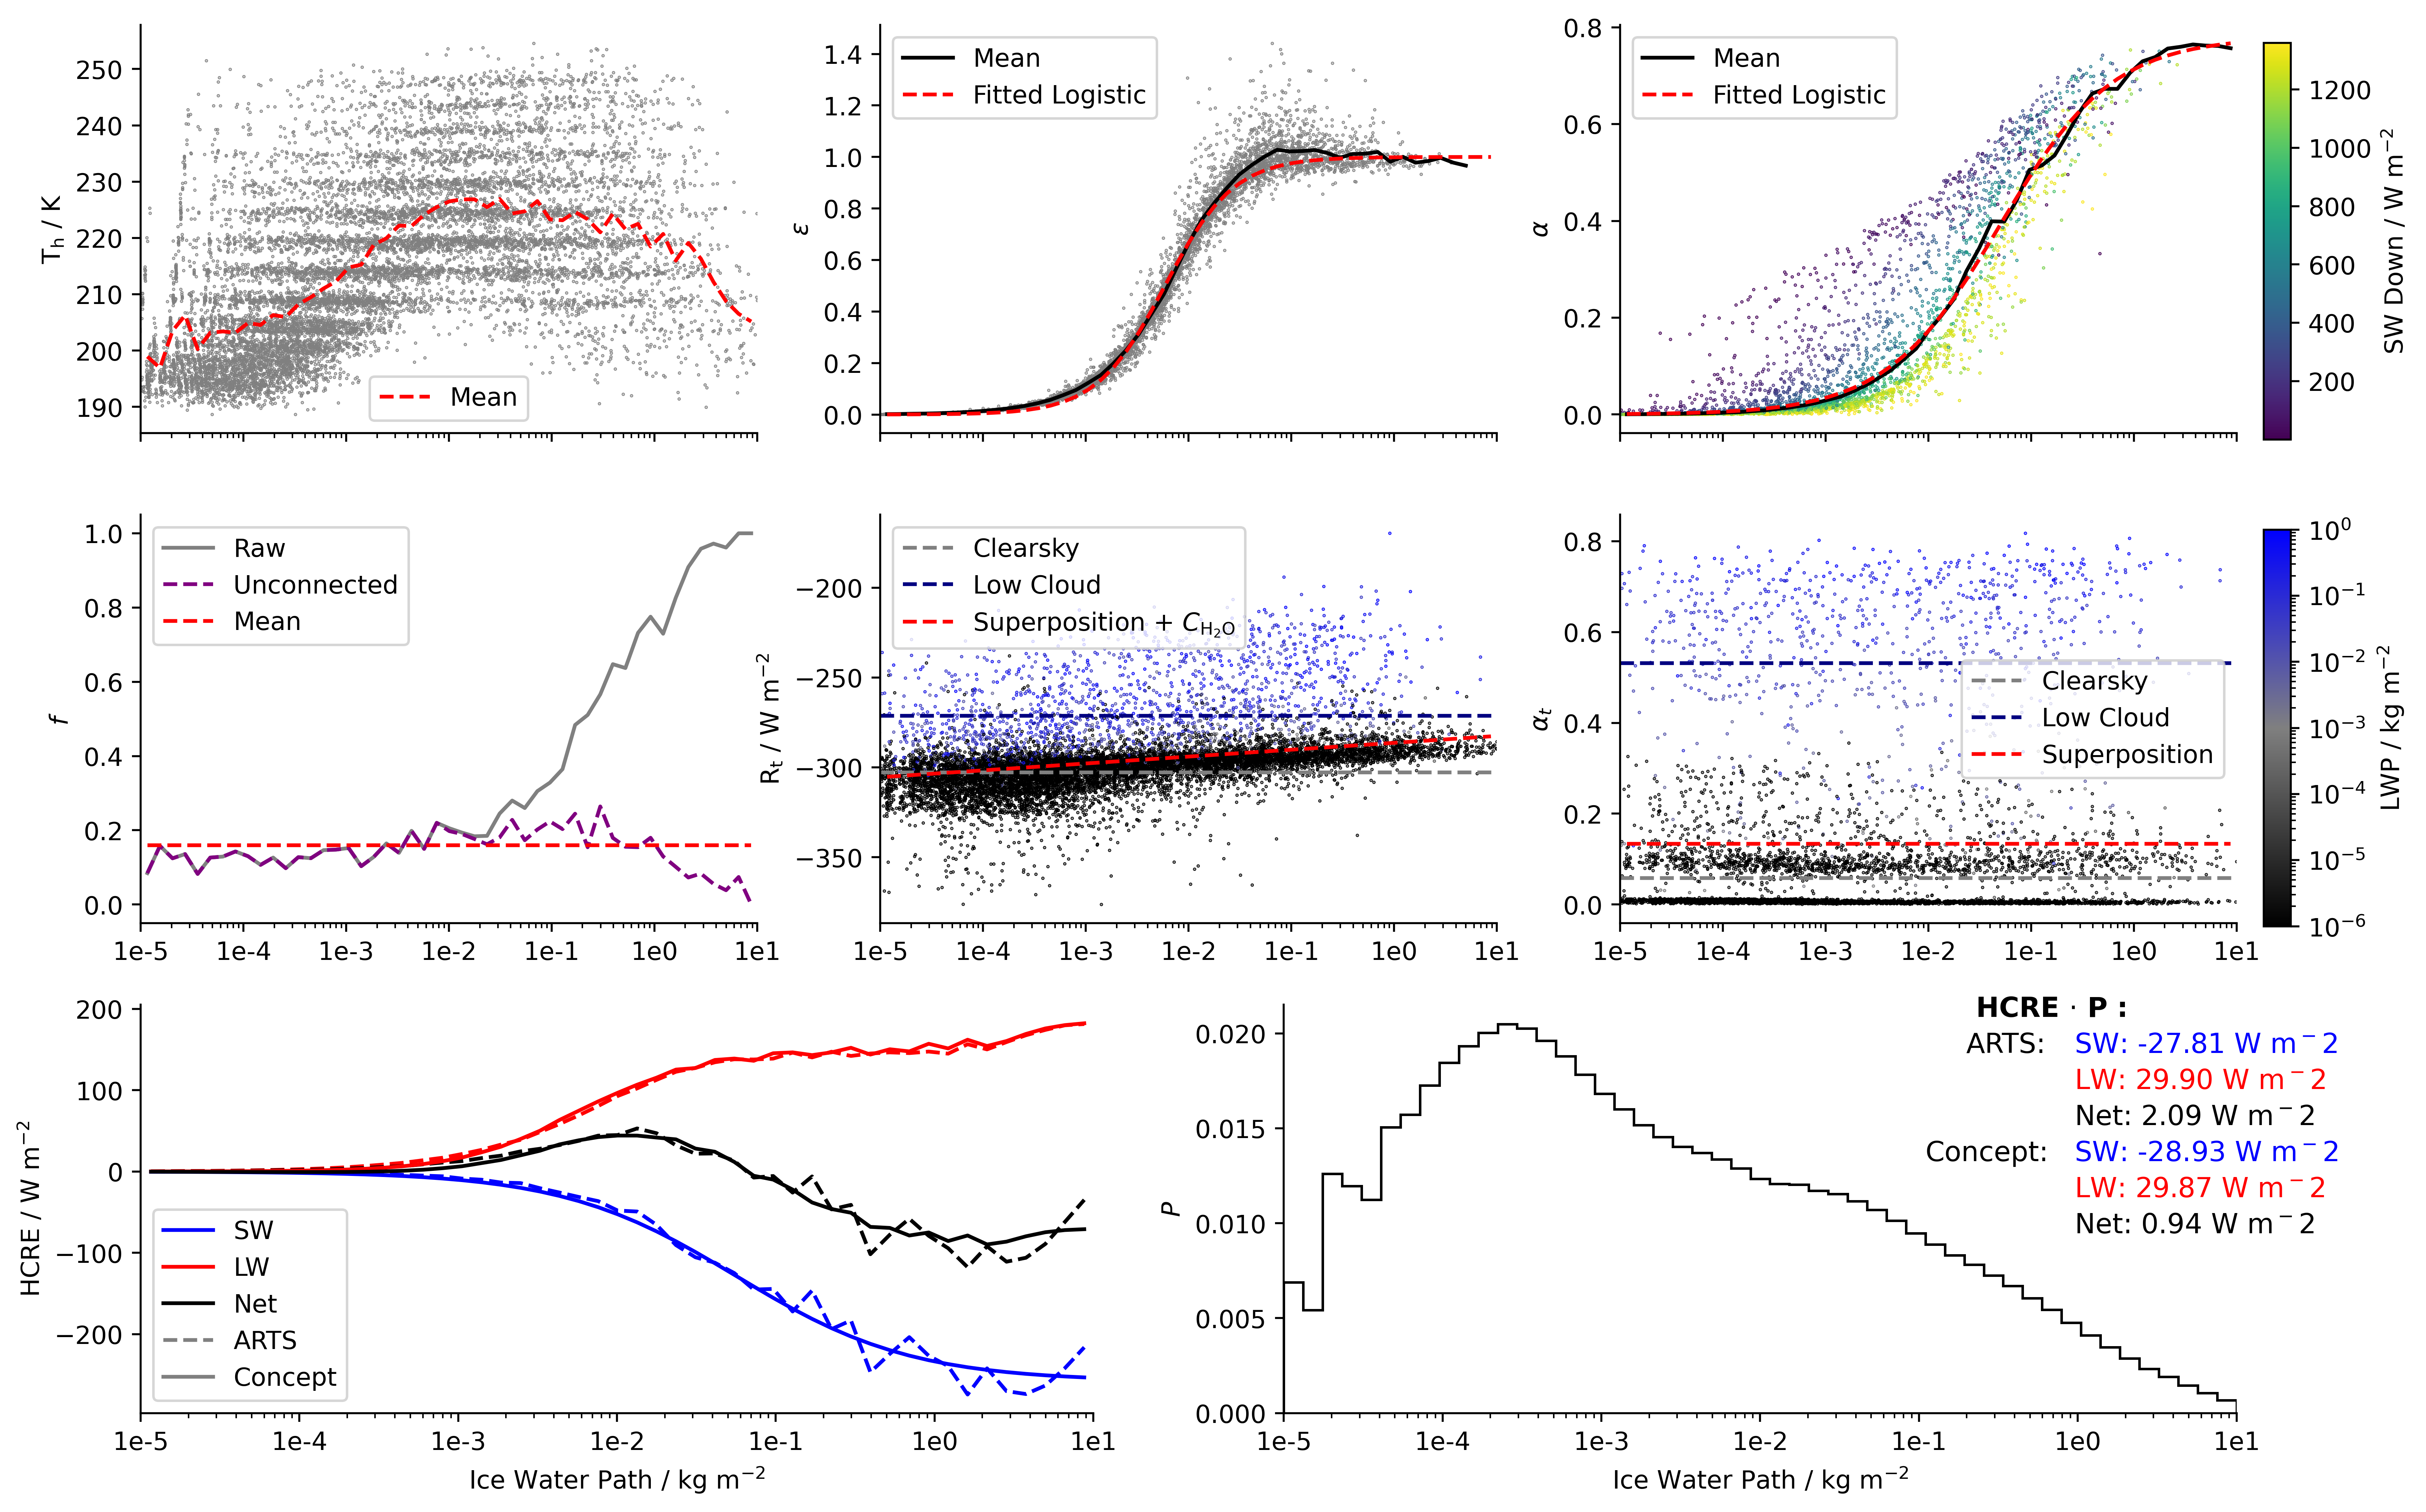 250
240
230
220
210
200
190
T_h / K
Mean
1.4
1.2
1.0
0.8
0.6
0.4
0.2
0.0
ε
Mean
Fitted Logistic
0.8
0.6
0.4
0.2
0.0
α
Mean
Fitted Logistic
1200
1000
800
600
400
200
SW Down / W m⁻²
1.0
0.8
0.6
0.4
0.2
0.0
f
Raw
Unconnected
Mean
1e-5 1e-4 1e-3 1e-2 1e-1 1e0 1e1
−200
−250
−300
−350
R_t / W m⁻²
Clearsky
Low Cloud
Superposition + C_H₂O
1e-5 1e-4 1e-3 1e-2 1e-1 1e0 1e1
0.8
0.6
0.4
0.2
0.0
α_t
Clearsky
Low Cloud
Superposition
1e-5 1e-4 1e-3 1e-2 1e-1 1e0 1e1
10⁰
10⁻¹
10⁻²
10⁻³
10⁻⁴
10⁻⁵
10⁻⁶
LWP / kg m⁻²
200
100
0
−100
−200
HCRE / W m⁻²
SW
LW
Net
ARTS
Concept
1e-5 1e-4 1e-3 1e-2 1e-1 1e0 1e1
Ice Water Path / kg m⁻²
0.020
0.015
0.010
0.005
0.000
P
HCRE · P :
ARTS: SW: -27.81 W m⁻2
LW: 29.90 W m⁻2
Net: 2.09 W m⁻2
Concept: SW: -28.93 W m⁻2
LW: 29.87 W m⁻2
Net: 0.94 W m⁻2
1e-5 1e-4 1e-3 1e-2 1e-1 1e0 1e1
Ice Water Path / kg m⁻²